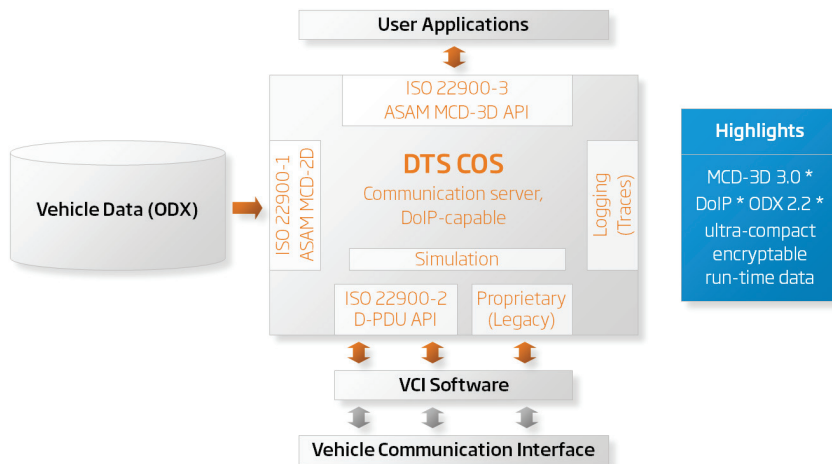 User Applications
ISO 22900-3
ASAM MCD-3D API
Vehicle Data (ODX)
ISO 22900-1
ASAM MCD-2D
DTS COS
Communication server,
DoIP-capable
Logging
(Traces)
Simulation
ISO 22900-2
D-PDU API
Proprietary
(Legacy)
VCI Software
Vehicle Communication Interface
Highlights
MCD-3D 3.0 *
DoIP * ODX 2.2 *
ultra-compact
encryptable
run-time data